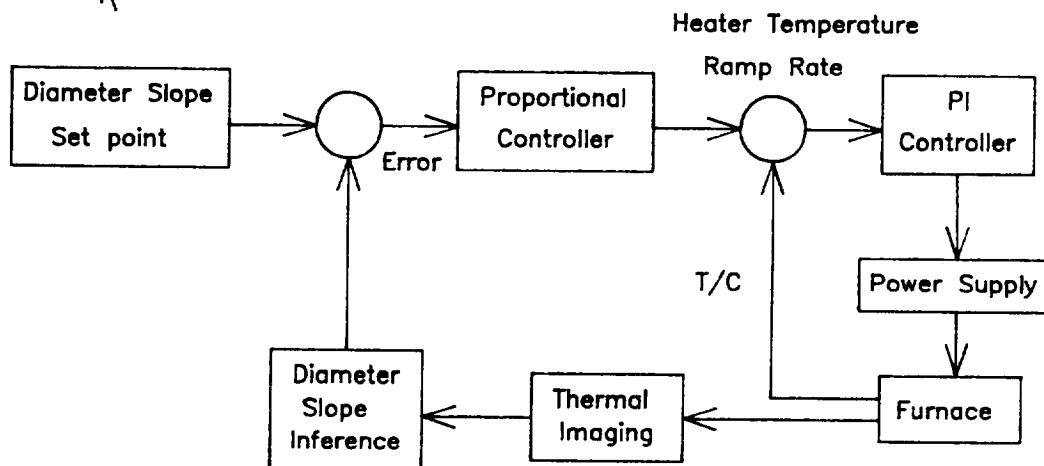 Heater Temperature
Ramp Rate
Diameter Slope
Set point
Error
Proportional
Controller
PI
Controller
T/C
Power Supply
Diameter
Slope
Inference
Thermal
Imaging
Furnace